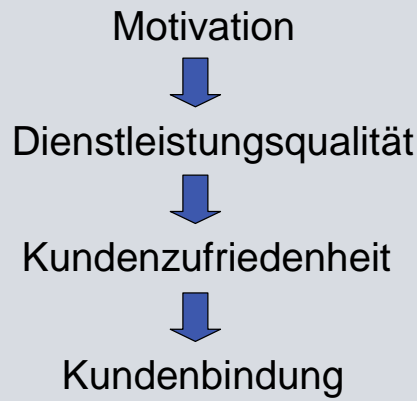 Motivation
Dienstleistungsqualität
Kundenzufriedenheit
Kundenbindung